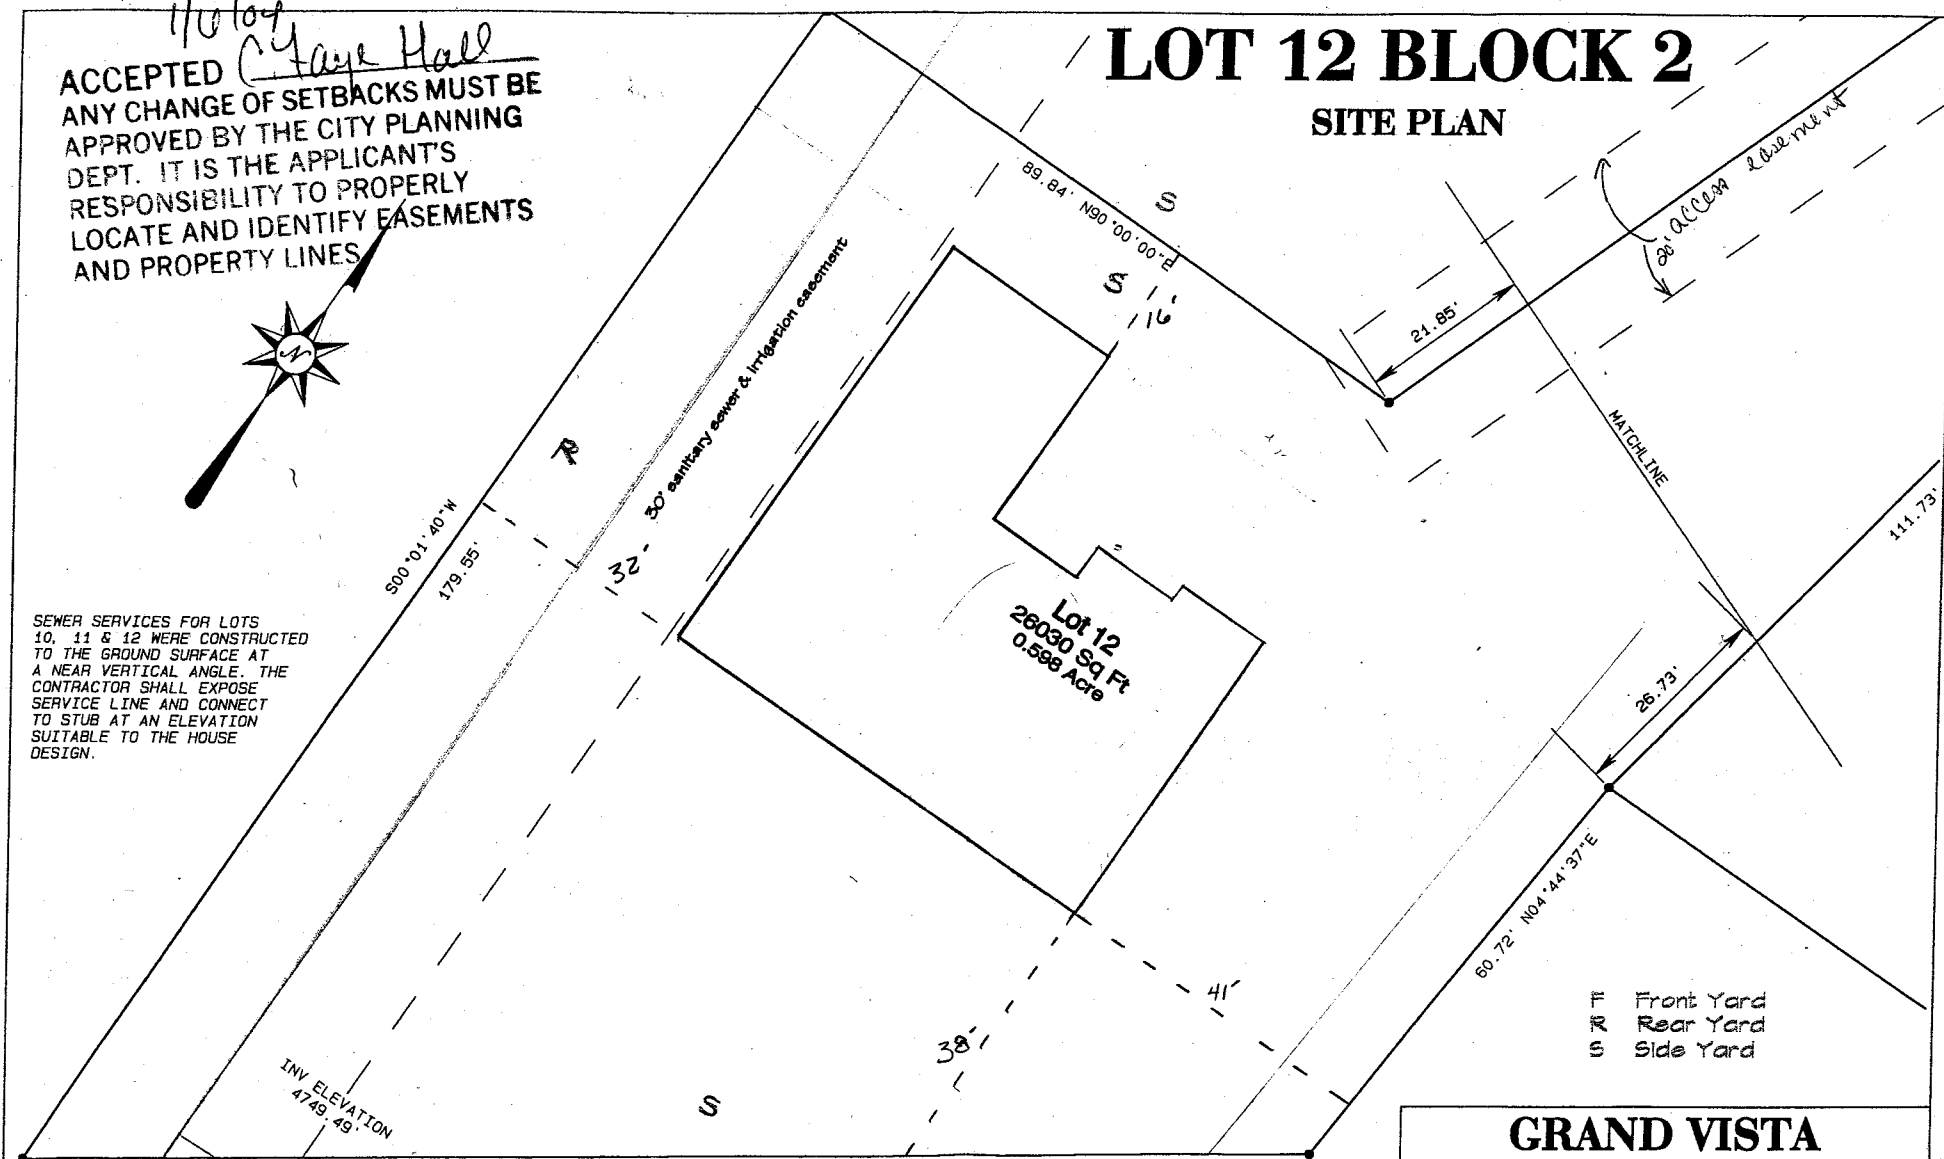 1/6/04
ACCEPTED C. Faye Hall
ANY CHANGE OF SETBACKS MUST BE
APPROVED BY THE CITY PLANNING
DEPT. IT IS THE APPLICANT'S
RESPONSIBILITY TO PROPERLY
LOCATE AND IDENTIFY EASEMENTS
AND PROPERTY LINES
LOT 12 BLOCK 2
SITE PLAN
20' access easement
89.84' N90°00'00"E
S
S
16'
21.85'
MATCHLINE
111.73'
N
R
30' sanitary sewer & irrigation easement
S00°01'40"W
179.55'
32'
SEWER SERVICES FOR LOTS
10, 11 & 12 WERE CONSTRUCTED
TO THE GROUND SURFACE AT
A NEAR VERTICAL ANGLE. THE
CONTRACTOR SHALL EXPOSE
SERVICE LINE AND CONNECT
TO STUB AT AN ELEVATION
SUITABLE TO THE HOUSE
DESIGN.
Lot 12
26030 Sq Ft
0.598 Acre
26.73'
60.72' N04°44'37"E
41'
38'
S
INV ELEVATION
4749.49'
F Front Yard
R Rear Yard
S Side Yard
GRAND VISTA